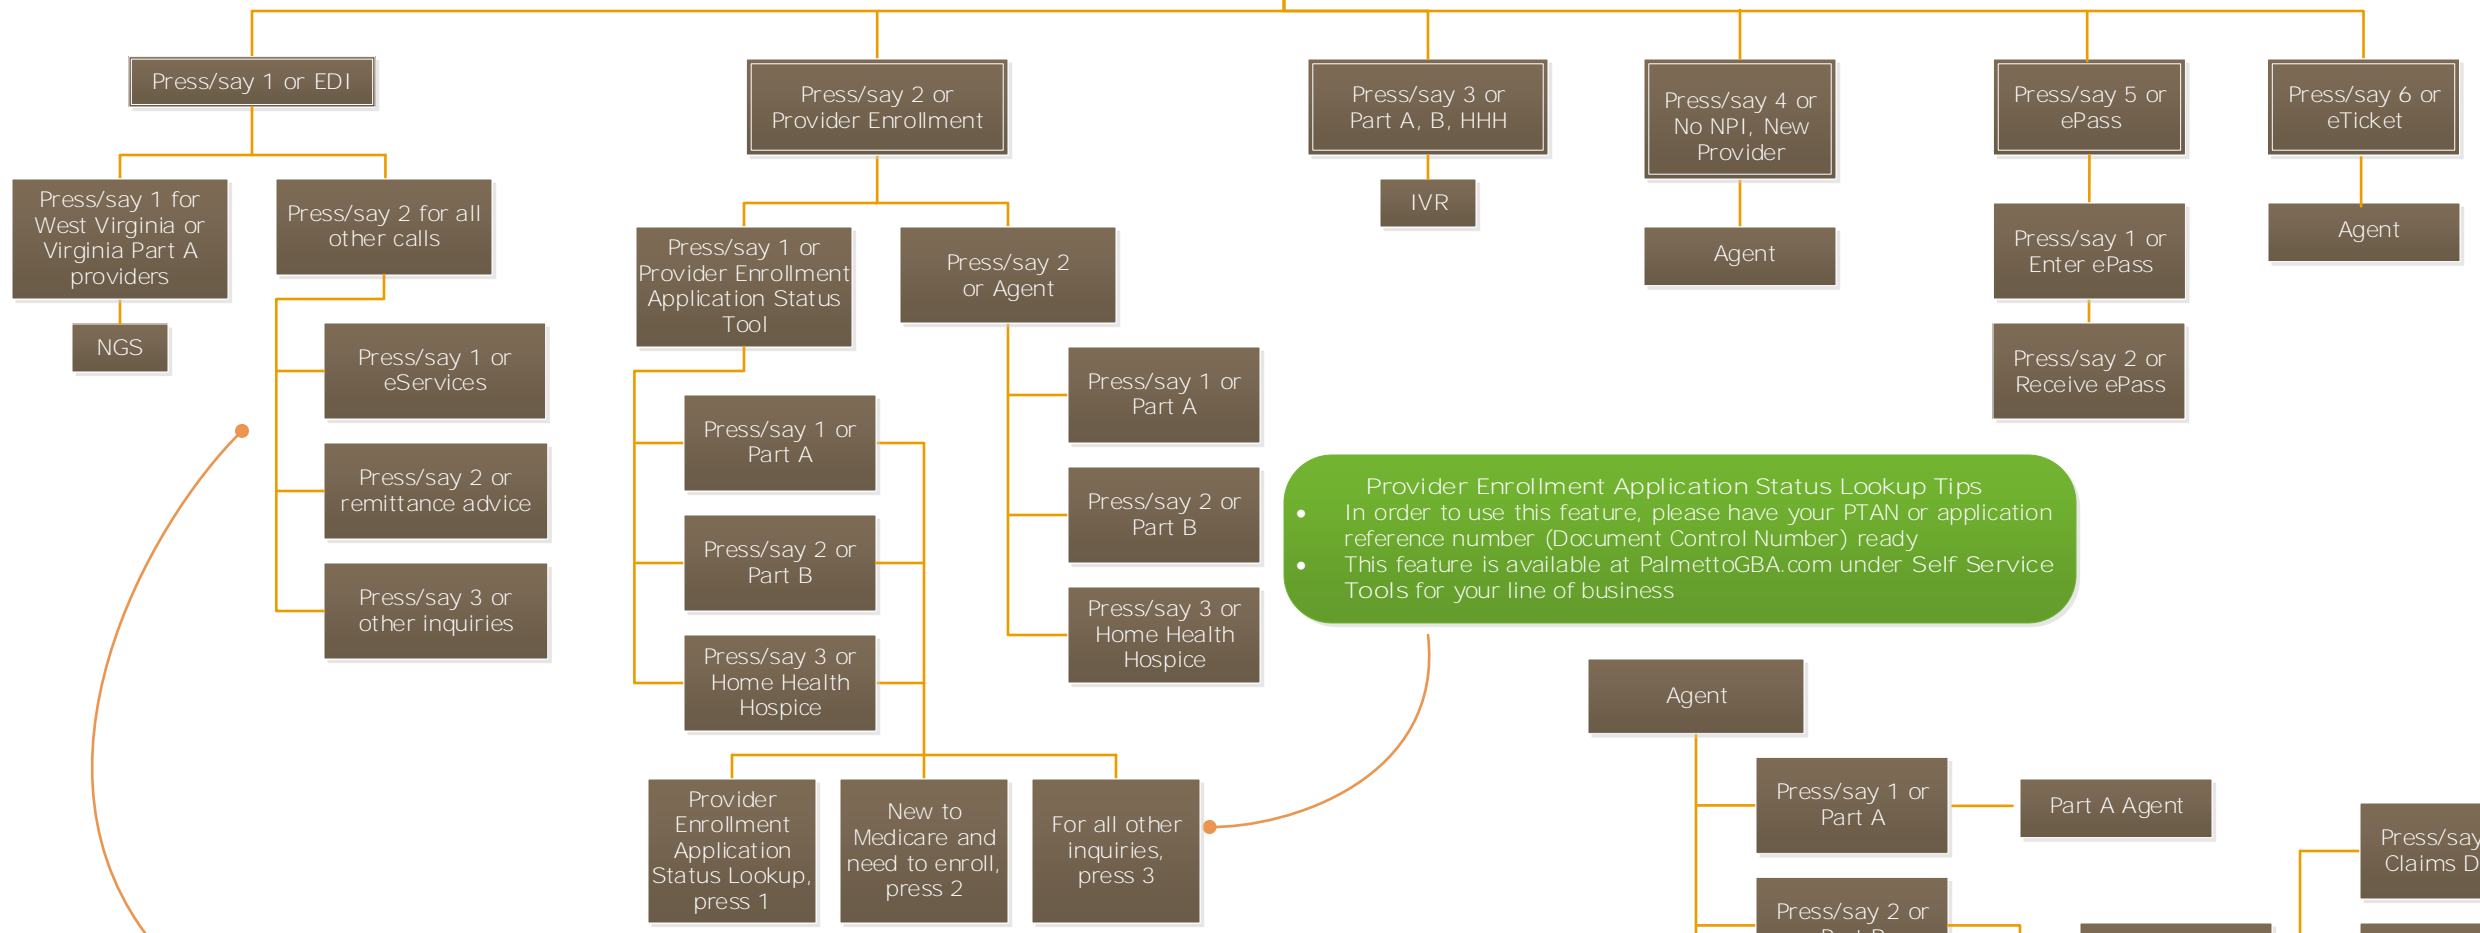 Press/say 1 or EDI
Press/say 2 or
Provider Enrollment
Press/say 3 or
Part A, B, HHH
Press/say 4 or
No NPI, New
Provider
Press/say 5 or
ePass
Press/say 6 or
eTicket
Press/say 1 for
West Virginia or
Virginia Part A
providers
NGS
Press/say 2 for all
other calls
Press/say 1 or
eServices
Press/say 2 or
remittance advice
Press/say 3 or
other inquiries
Press/say 1 or
Provider Enrollment
Application Status
Tool
Press/say 1 or
Part A
Press/say 2 or
Part B
Press/say 3 or
Home Health
Hospice
Provider
Enrollment
Application
Status Lookup,
press 1
New to
Medicare and
need to enroll,
press 2
For all other
inquiries,
press 3
Press/say 2
or Agent
Press/say 1 or
Part A
Press/say 2 or
Part B
Press/say 3 or
Home Health
Hospice
IVR
Agent
Press/say 1 or
Enter ePass
Press/say 2 or
Receive ePass
Agent
Provider Enrollment Application Status Lookup Tips
• In order to use this feature, please have your PTAN or application
reference number (Document Control Number) ready
• This feature is available at PalmettoGBA.com under Self Service
Tools for your line of business
Agent
Press/say 1 or
Part A
Part A Agent
Press/say 2 or
Press/say
Claims